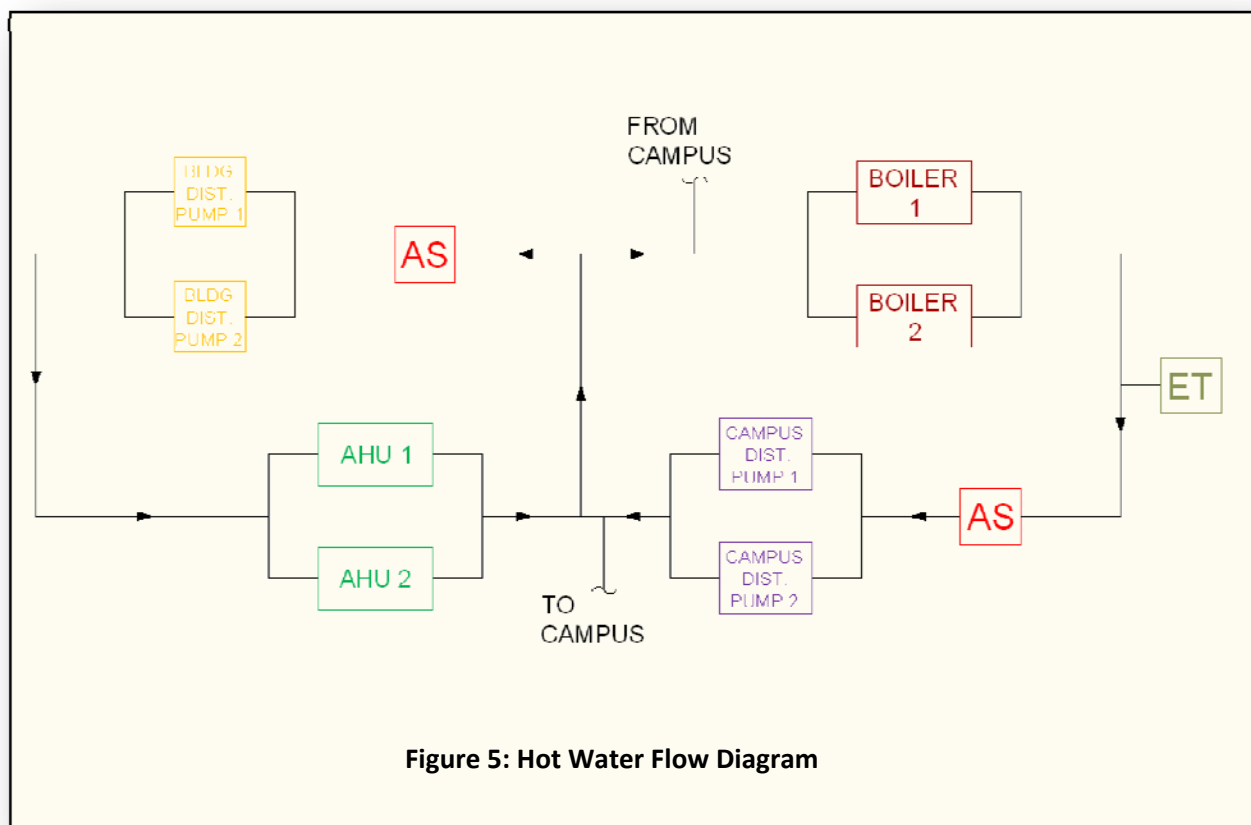 FROM
CAMPUS
BLDG
DIST.
PUMP 1
BOILER
1
AS
BLDG
DIST.
PUMP 2
BOILER
2
ET
AHU 1
CAMPUS
DIST.
PUMP 1
AS
AHU 2
CAMPUS
DIST.
PUMP 2
TO
CAMPUS
Figure 5: Hot Water Flow Diagram